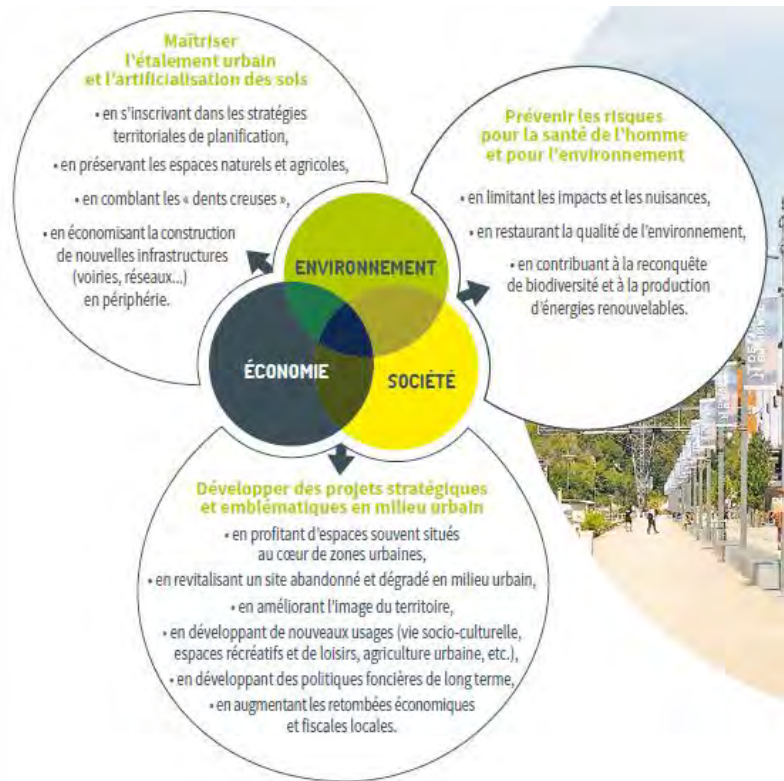 Maîtriser
l'étalement urbain
et l'artificialisation des sols
• en s'inscrivant dans les stratégies
territoriales de planification,
• en préservant les espaces naturels et agricoles,
• en comblant les « dents creuses »,
• en économisant la construction
de nouvelles infrastructures
(voiries, réseaux...)
en périphérie.
Prévenir les risques
pour la santé de l'homme
et pour l'environnement
• en limitant les impacts et les nuisances,
• en restaurant la qualité de l'environnement,
• en contribuant à la reconquête
de biodiversité et à la production
d'énergies renouvelables.
ENVIRONNEMENT
ÉCONOMIE
SOCIÉTÉ
Développer des projets stratégiques
et emblématiques en milieu urbain
• en profitant d'espaces souvent situés
au cœur de zones urbaines,
• en revitalisant un site abandonné et dégradé en milieu urbain,
• en améliorant l'image du territoire,
• en développant de nouveaux usages (vie socio-culturelle,
espaces récréatifs et de loisirs, agriculture urbaine, etc.),
• en développant des politiques foncières de long terme,
• en augmentant les retombées économiques
et fiscales locales.